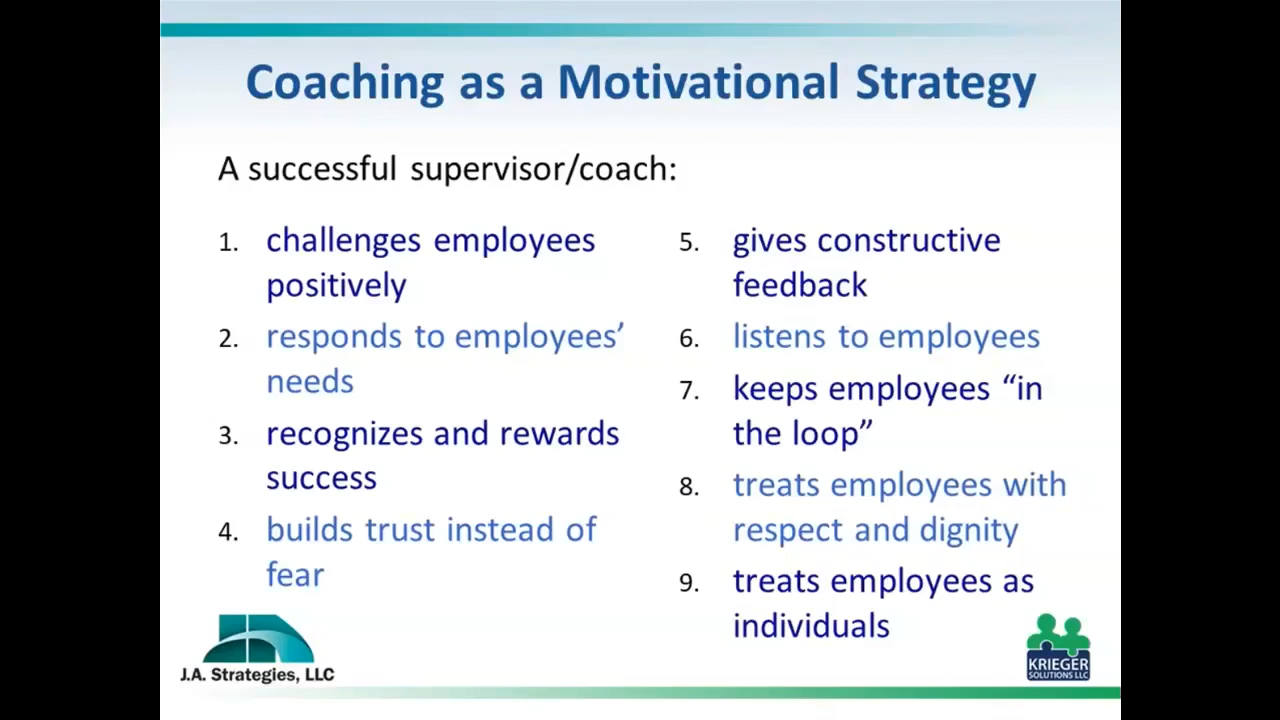 Coaching as a Motivational Strategy
A successful supervisor/coach:
1. challenges employees
positively
2. responds to employees’
needs
3. recognizes and rewards
success
4. builds trust instead of
fear
5. gives constructive
feedback
6. listens to employees
7. keeps employees “in
the loop”
8. treats employees with
respect and dignity
9. treats employees as
individuals
J.A. Strategies, LLC
KRIEGER
SOLUTIONS LLC